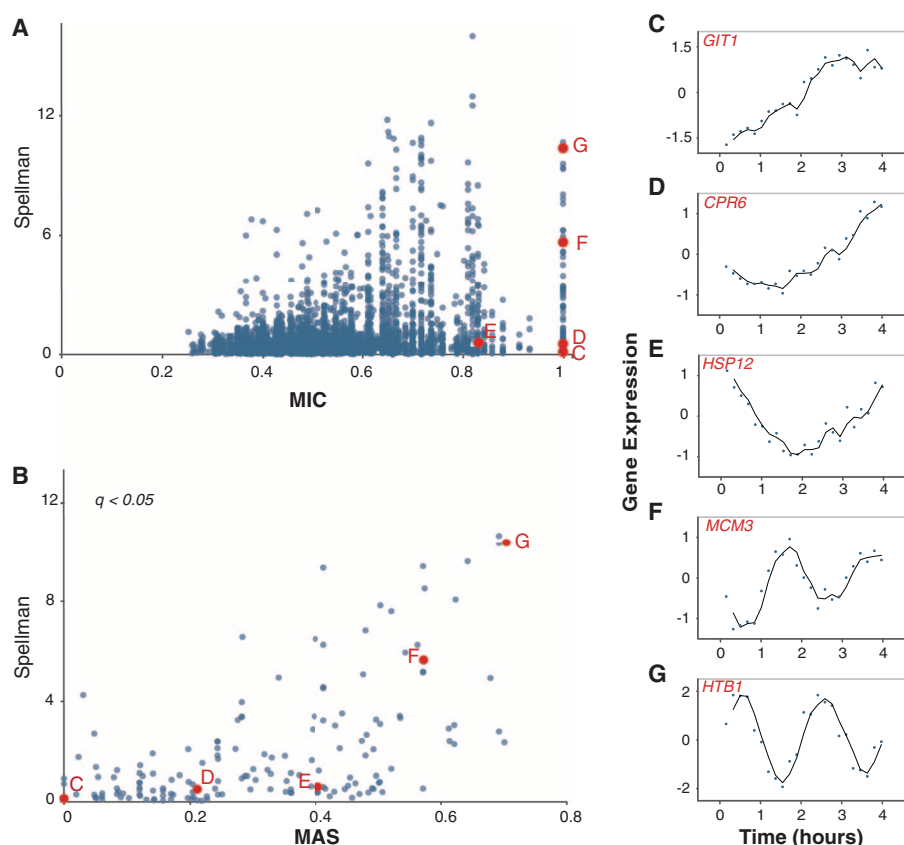 A
Spellman
12
6
0
G
F
E
D
C
0
0.2
0.4
0.6
0.8
1
MIC
B
q < 0.05
Spellman
12
8
4
0
G
F
E
D
C
0
0.2
0.4
0.6
0.8
MAS
Gene Expression
C
GIT1
1.5
0
-1.5
0 1 2 3 4
D
CPR6
1
0
-1
0 1 2 3 4
E
HSP12
1
0
-1
0 1 2 3 4
F
MCM3
1
0
-1
0 1 2 3 4
G
HTB1
2
0
-2
0 1 2 3 4
Time (hours)